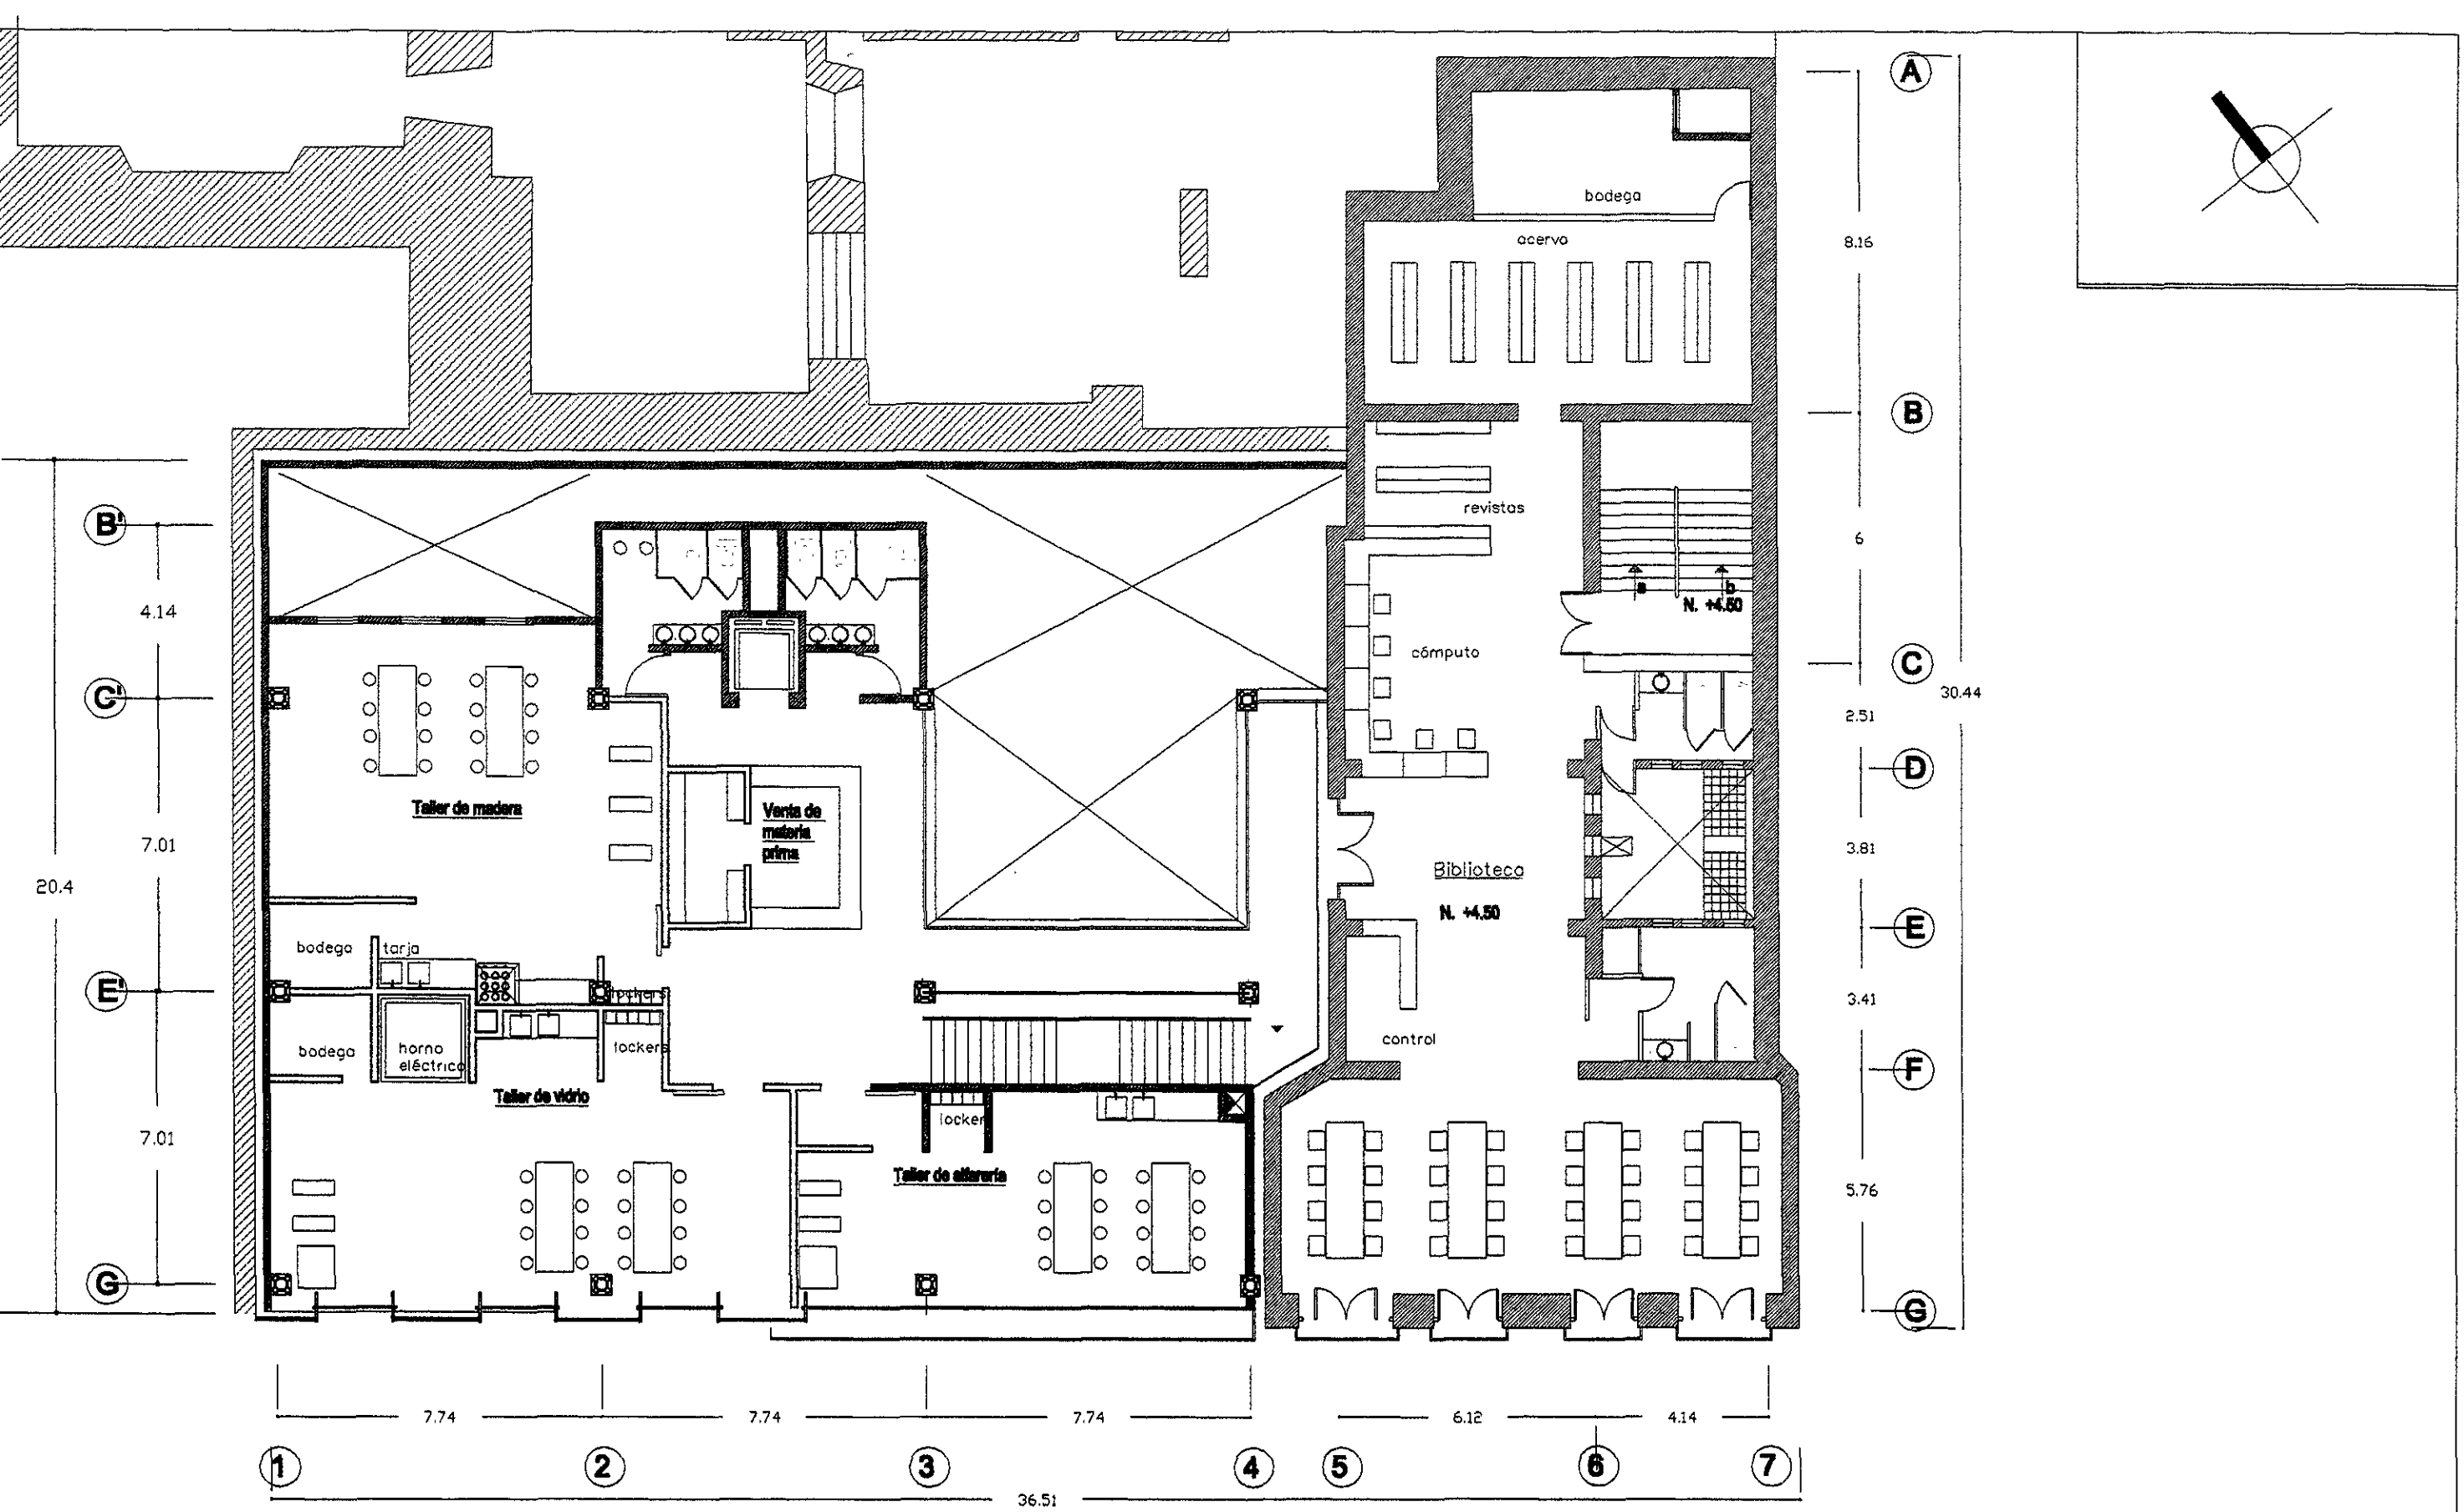 A
bodega
acervo
8.16
B
revistas
B'
6
a
b
N. +4.50
4.14
cómputo
C
C'
30.44
2.51
D
Taller de madera
Venta de
materia
prima
7.01
3.81
Biblioteca
20.4
N. +4.50
E
bodega
tarja
E'
lockers
3.41
control
bodega
horno
eléctrico
lockers
F
Taller de vidrio
locker
7.01
Taller de alfarería
5.76
G
G
7.74
7.74
7.74
6.12
4.14
1
2
3
4
5
6
7
36.51